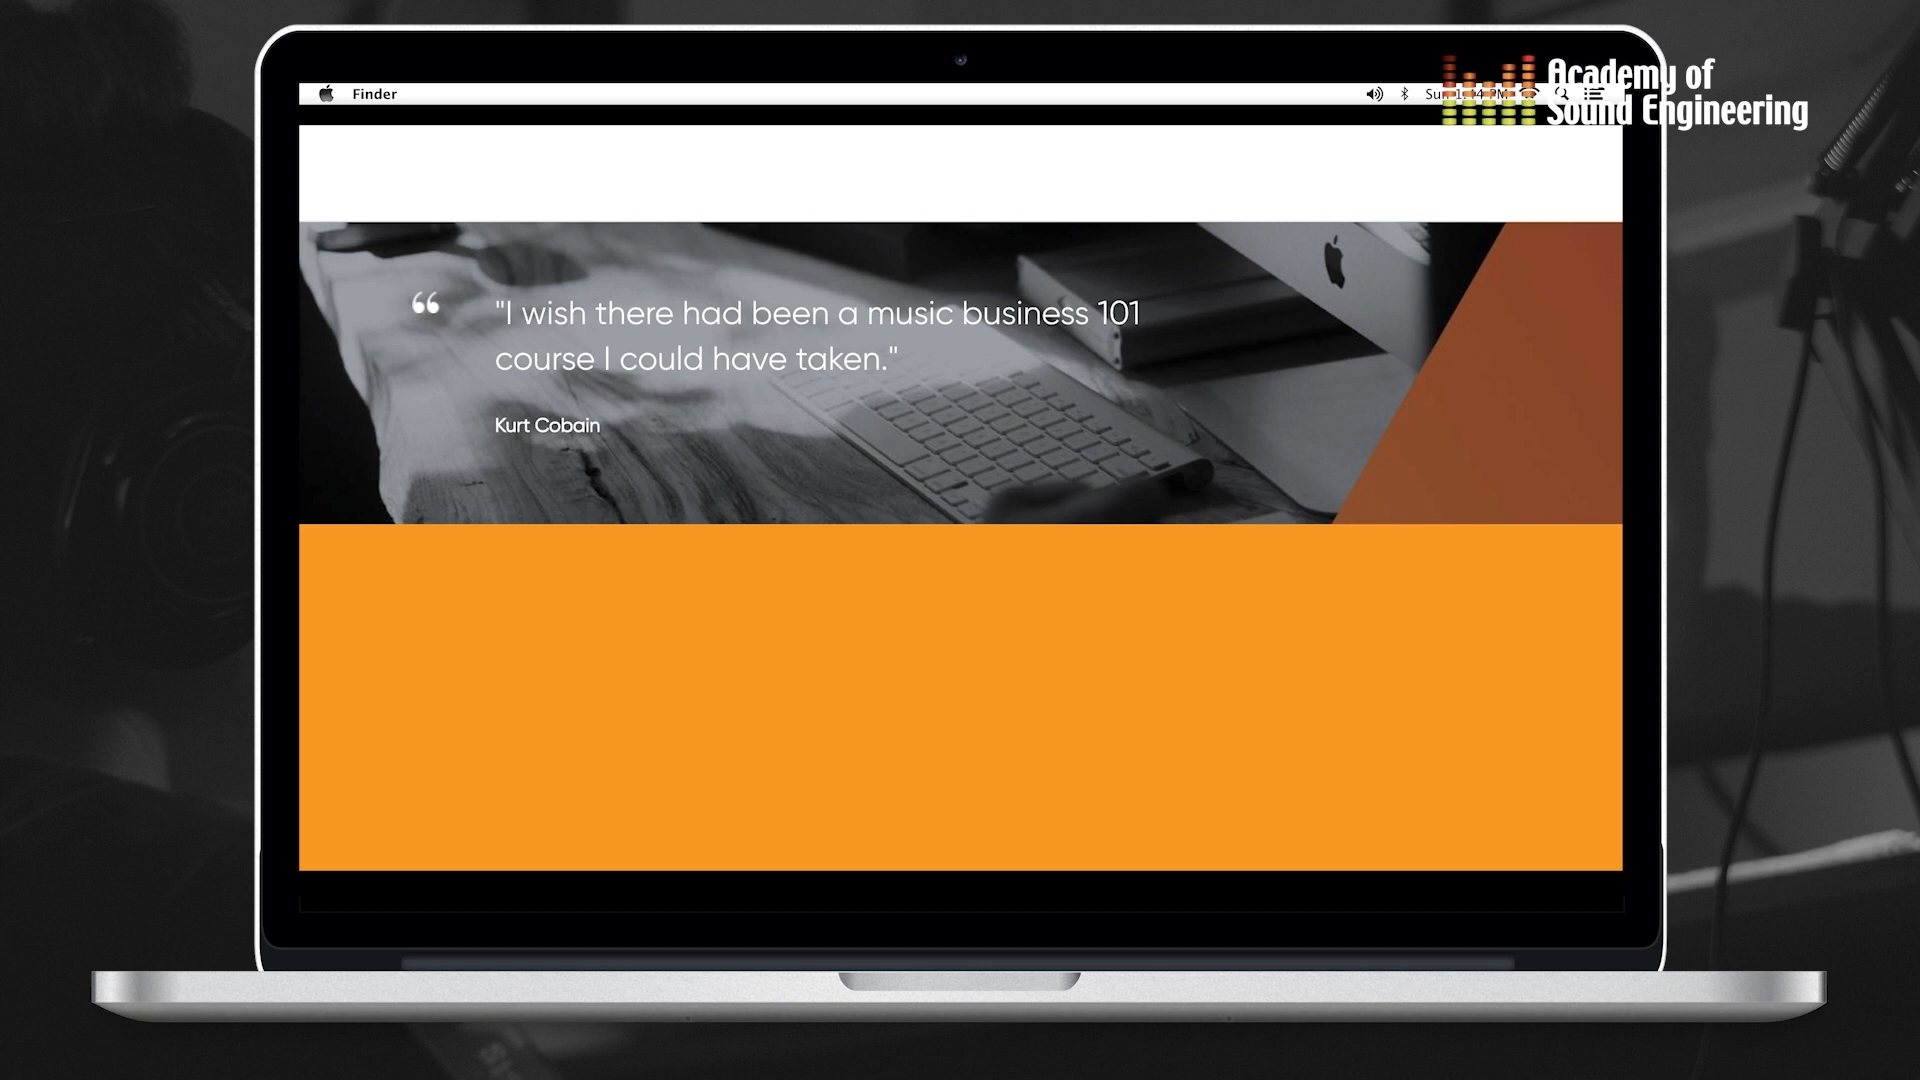 Academy of
Sound Engineering
Finder
"I wish there had been a music business 101
course I could have taken."
Kurt Cobain